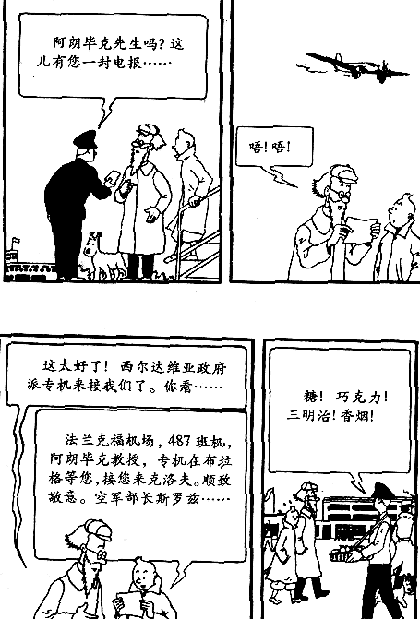 阿朗毕克先生吗？这
儿有您一封电报……
唔！唔！
这太好了！西尔达维亚政府
派专机来接我们了。你看……
法兰克福机场，487班机，
阿朗毕克教授，专机在布拉
格等您，接您来克洛夫。顺致
敬意。空军部长斯罗兹……
糖！巧克力！
三明治！香烟！